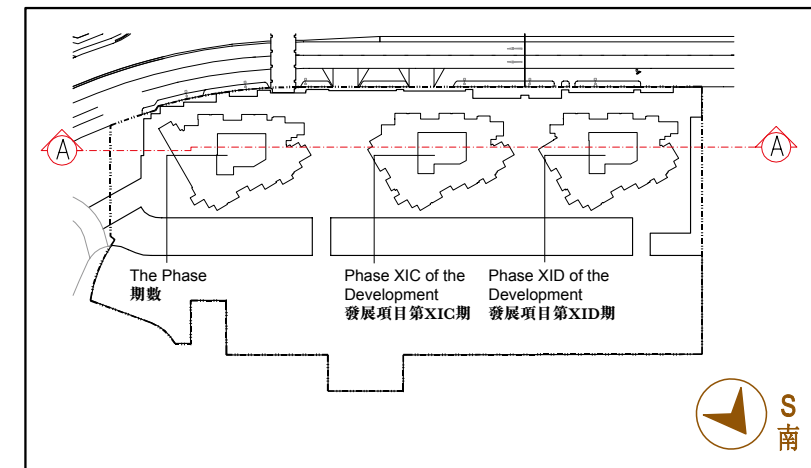 A
A
The Phase
期數
Phase XIC of the
Development
發展項目第XIC期
Phase XID of the
Development
發展項目第XID期
S
南